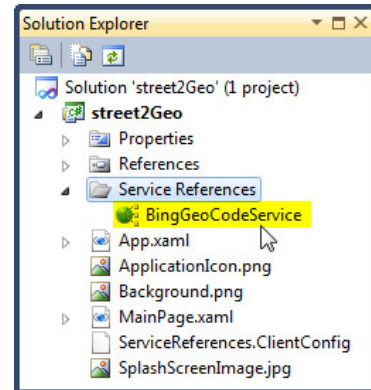 Solution Explorer
Solution 'street2Geo' (1 project)
street2Geo
Properties
References
Service References
BingGeoCodeService
App.xaml
ApplicationIcon.png
Background.png
MainPage.xaml
ServiceReferences.ClientConfig
SplashScreenImage.jpg